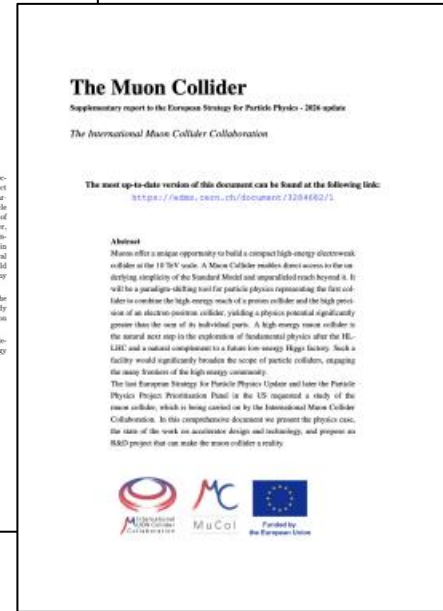 The Muon Collider
Supplementary report to the European Strategy for Particle Physics - 2026 update
The International Muon Collider Collaboration
The most up-to-date version of this document can be found at the following link:
https://edms.cern.ch/document/3284682/1
Abstract
Muons offer a unique opportunity to build a compact high-energy electroweak
collider at the 10 TeV scale. A Muon Collider enables direct access to the un-
derlying simplicity of the Standard Model and unparalleled reach beyond it. It
will be a paradigm-shifting tool for particle physics representing the first col-
lider to combine the high-energy reach of a proton collider and the high preci-
sion of an electron-positron collider, yielding a physics potential significantly
greater than the sum of its individual parts. A high-energy muon collider is
the natural next step in the exploration of fundamental physics after the HL-
LHC and a natural complement to a future low-energy Higgs factory. Such a
facility would significantly broaden the scope of particle colliders, engaging
the many frontiers of the high energy community.
The last European Strategy for Particle Physics Update and later the Particle
Physics Project Prioritisation Panel in the US requested a study of the
muon collider, which is being carried on by the International Muon Collider
Collaboration. In this comprehensive document we present the physics case,
the state of the work on accelerator design and technology, and propose an
R&D project that can make the muon collider a reality.
International
MUON Collider
Collaboration
MuCol
Funded by
the European Union